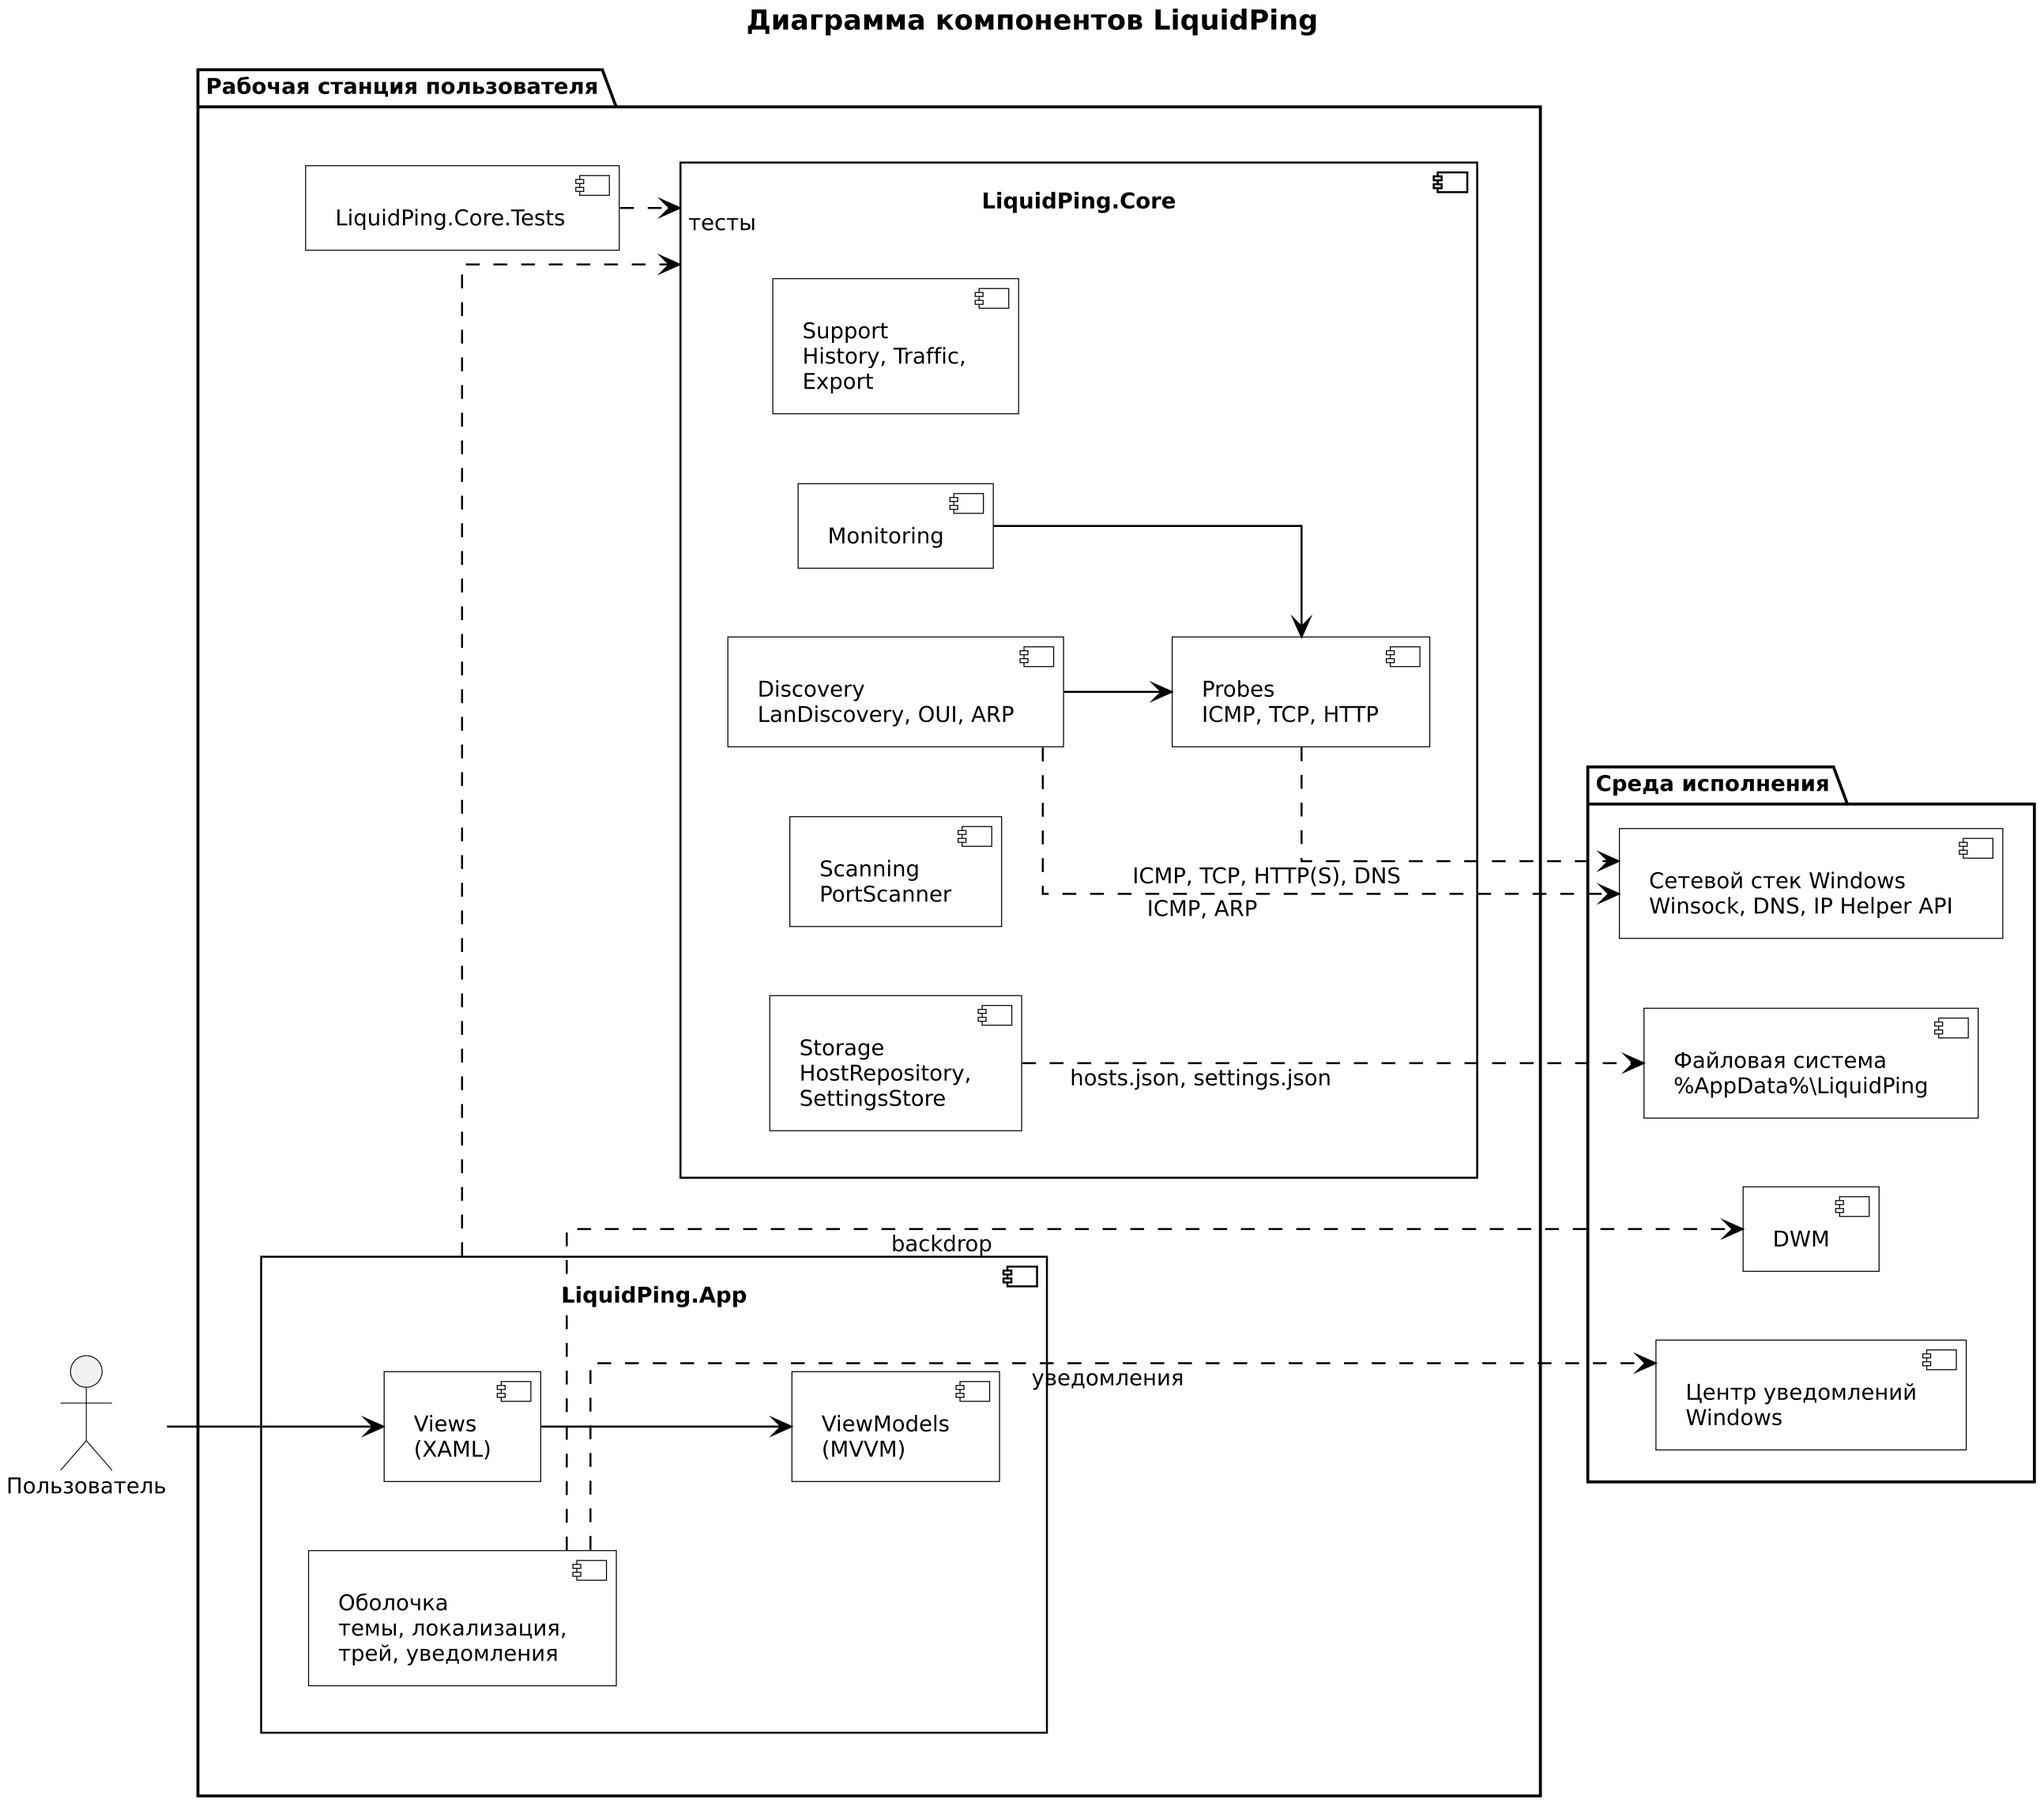 Диаграмма компонентов LiquidPing
Рабочая станция пользователя
LiquidPing.Core.Tests
тесты
LiquidPing.Core
Support
History, Traffic,
Export
Monitoring
Discovery
LanDiscovery, OUI, ARP
Probes
ICMP, TCP, HTTP
Scanning
PortScanner
ICMP, TCP, HTTP(S), DNS
ICMP, ARP
Storage
HostRepository,
SettingsStore
hosts.json, settings.json
Среда исполнения
Сетевой стек Windows
Winsock, DNS, IP Helper API
Файловая система
%AppData%\LiquidPing
DWM
Центр уведомлений
Windows
backdrop
LiquidPing.App
уведомления
Views
(XAML)
ViewModels
(MVVM)
Пользователь
Оболочка
темы, локализация,
трей, уведомления